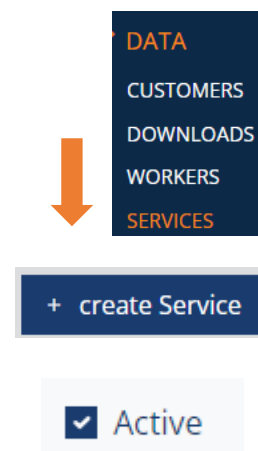 DATA
CUSTOMERS
DOWNLOADS
WORKERS
SERVICES
+ create Service
Active